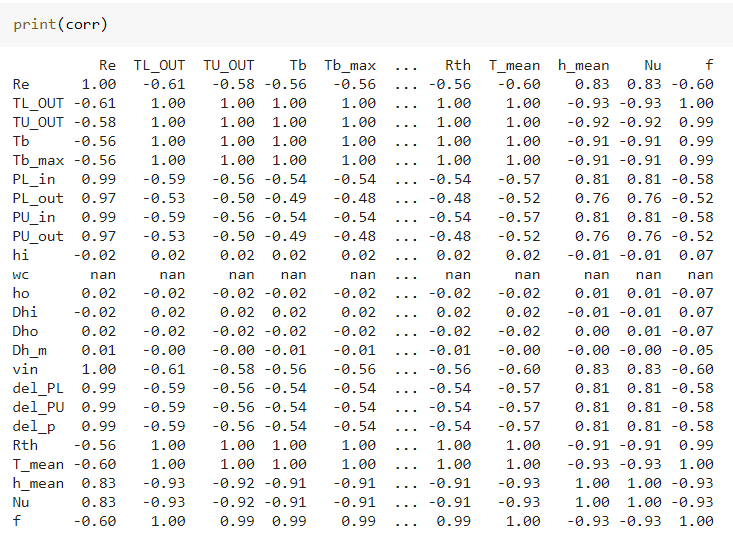 print(corr)
Re TL_OUT TU_OUT Tb Tb_max ... Rth T_mean h_mean Nu f
Re 1.00 -0.61 -0.58 -0.56 -0.56 ... -0.56 -0.60 0.83 0.83 -0.60
TL_OUT -0.61 1.00 1.00 1.00 1.00 ... 1.00 1.00 -0.93 -0.93 1.00
TU_OUT -0.58 1.00 1.00 1.00 1.00 ... 1.00 1.00 -0.92 -0.92 0.99
Tb -0.56 1.00 1.00 1.00 1.00 ... 1.00 1.00 -0.91 -0.91 0.99
Tb_max -0.56 1.00 1.00 1.00 1.00 ... 1.00 1.00 -0.91 -0.91 0.99
PL_in 0.99 -0.59 -0.56 -0.54 -0.54 ... -0.54 -0.57 0.81 0.81 -0.58
PL_out 0.97 -0.53 -0.50 -0.49 -0.48 ... -0.48 -0.52 0.76 0.76 -0.52
PU_in 0.99 -0.59 -0.56 -0.54 -0.54 ... -0.54 -0.57 0.81 0.81 -0.58
PU_out 0.97 -0.53 -0.50 -0.49 -0.48 ... -0.48 -0.52 0.76 0.76 -0.52
hi -0.02 0.02 0.02 0.02 0.02 ... 0.02 0.02 -0.01 -0.01 0.07
wc nan nan nan nan nan ... nan nan nan nan nan
ho 0.02 -0.02 -0.02 -0.02 -0.02 ... -0.02 -0.02 0.01 0.01 -0.07
Dhi -0.02 0.02 0.02 0.02 0.02 ... 0.02 0.02 -0.01 -0.01 0.07
Dho 0.02 -0.02 -0.02 -0.02 -0.02 ... -0.02 -0.02 0.00 0.01 -0.07
Dh_m 0.01 -0.00 -0.00 -0.01 -0.01 ... -0.01 -0.00 -0.00 -0.00 -0.05
vin 1.00 -0.61 -0.58 -0.56 -0.56 ... -0.56 -0.60 0.83 0.83 -0.60
del_PL 0.99 -0.59 -0.56 -0.54 -0.54 ... -0.54 -0.57 0.81 0.81 -0.58
del_PU 0.99 -0.59 -0.56 -0.54 -0.54 ... -0.54 -0.57 0.81 0.81 -0.58
del_p 0.99 -0.59 -0.56 -0.54 -0.54 ... -0.54 -0.57 0.81 0.81 -0.58
Rth -0.56 1.00 1.00 1.00 1.00 ... 1.00 1.00 -0.91 -0.91 0.99
T_mean -0.60 1.00 1.00 1.00 1.00 ... 1.00 1.00 -0.93 -0.93 1.00
h_mean 0.83 -0.93 -0.92 -0.91 -0.91 ... -0.91 -0.93 1.00 1.00 -0.93
Nu 0.83 -0.93 -0.92 -0.91 -0.91 ... -0.91 -0.93 1.00 1.00 -0.93
f -0.60 1.00 0.99 0.99 0.99 ... 0.99 1.00 -0.93 -0.93 1.00